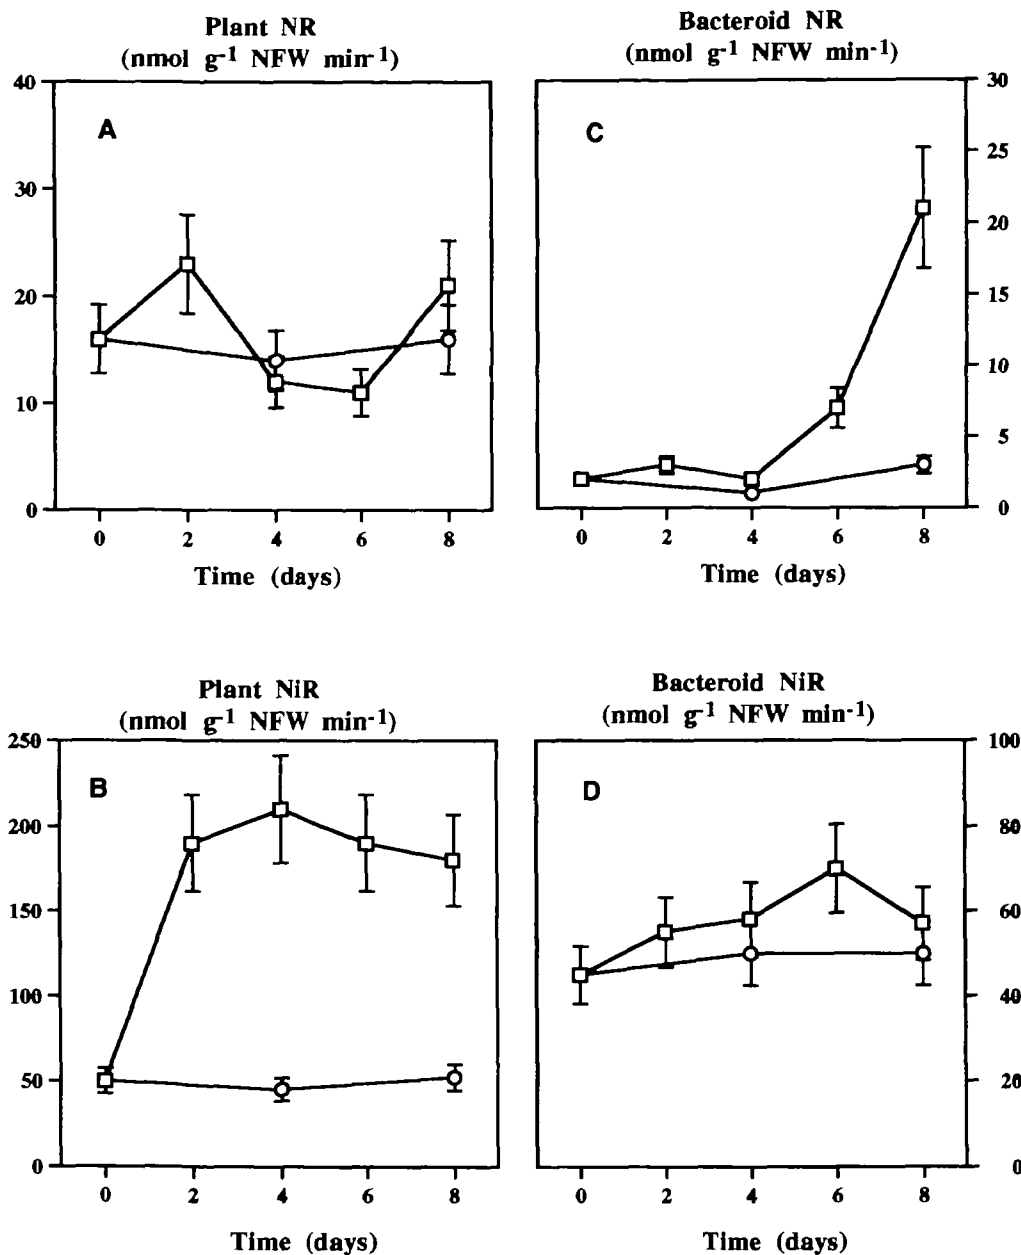 Plant NR
(nmol g-1 NFW min-1)
40
30
20
10
0
A
0 2 4 6 8
Time (days)
Bacteroid NR
(nmol g-1 NFW min-1)
30
25
20
15
10
5
0
C
0 2 4 6 8
Time (days)
Plant NiR
(nmol g-1 NFW min-1)
250
200
150
100
50
0
B
0 2 4 6 8
Time (days)
Bacteroid NiR
(nmol g-1 NFW min-1)
100
80
60
40
20
0
D
0 2 4 6 8
Time (days)